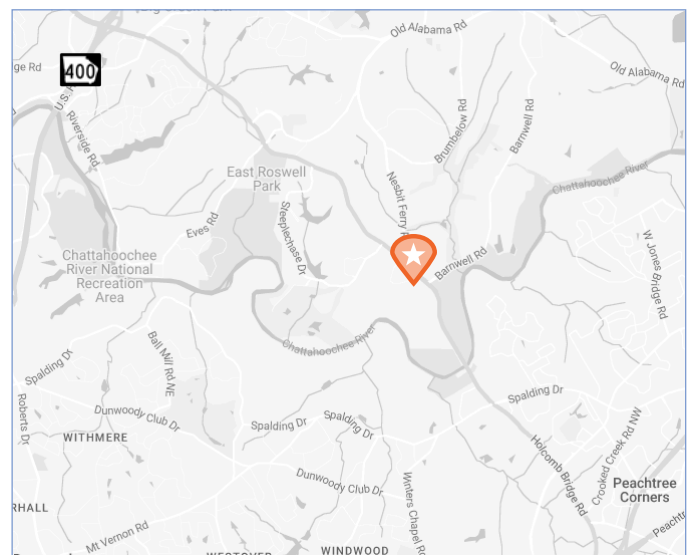 Old Alabama Rd
400
ge Rd
U.S.
Old Alabama Rd
Riverside Rd
Brumbelow Rd
Barnwell Rd
East Roswell
Park
Nesbit Ferry R
Chattahoochee River
Eves Rd
Steeplechase Dr
Chattahoochee
River National
Recreation
Area
Barnwell Rd
W Jones Bridge Rd
Chattahoochee River
Spalding Dr
Ball Mill Rd NE
Roberts Dr
Dunwoody Club Dr
Spalding Dr
Spalding Dr
Spalding Dr
WITHMERE
Holcomb Bridge Rd
Crooked Creek Rd NW
Dunwoody Club Dr
Winters Chapel Rd
Peachtree
Corners
RHALL
Mt Vernon Rd
Peachtr
WESTOVER
WINDWOOD